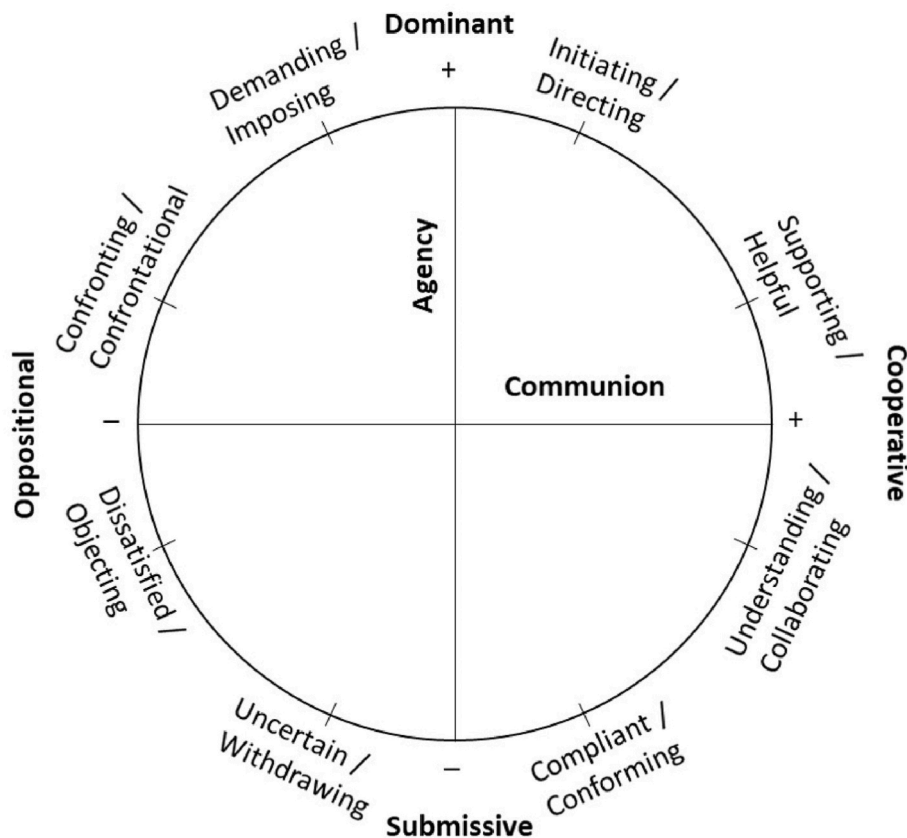 Dominant
+
Demanding /
Imposing
Initiating /
Directing
Confronting /
Confrontational
Agency
Supporting /
Helpful
Communion
Oppositional
–
+
Cooperative
Dissatisfied /
Objecting
Understanding /
Collaborating
Uncertain /
Withdrawing
Compliant /
Conforming
–
Submissive